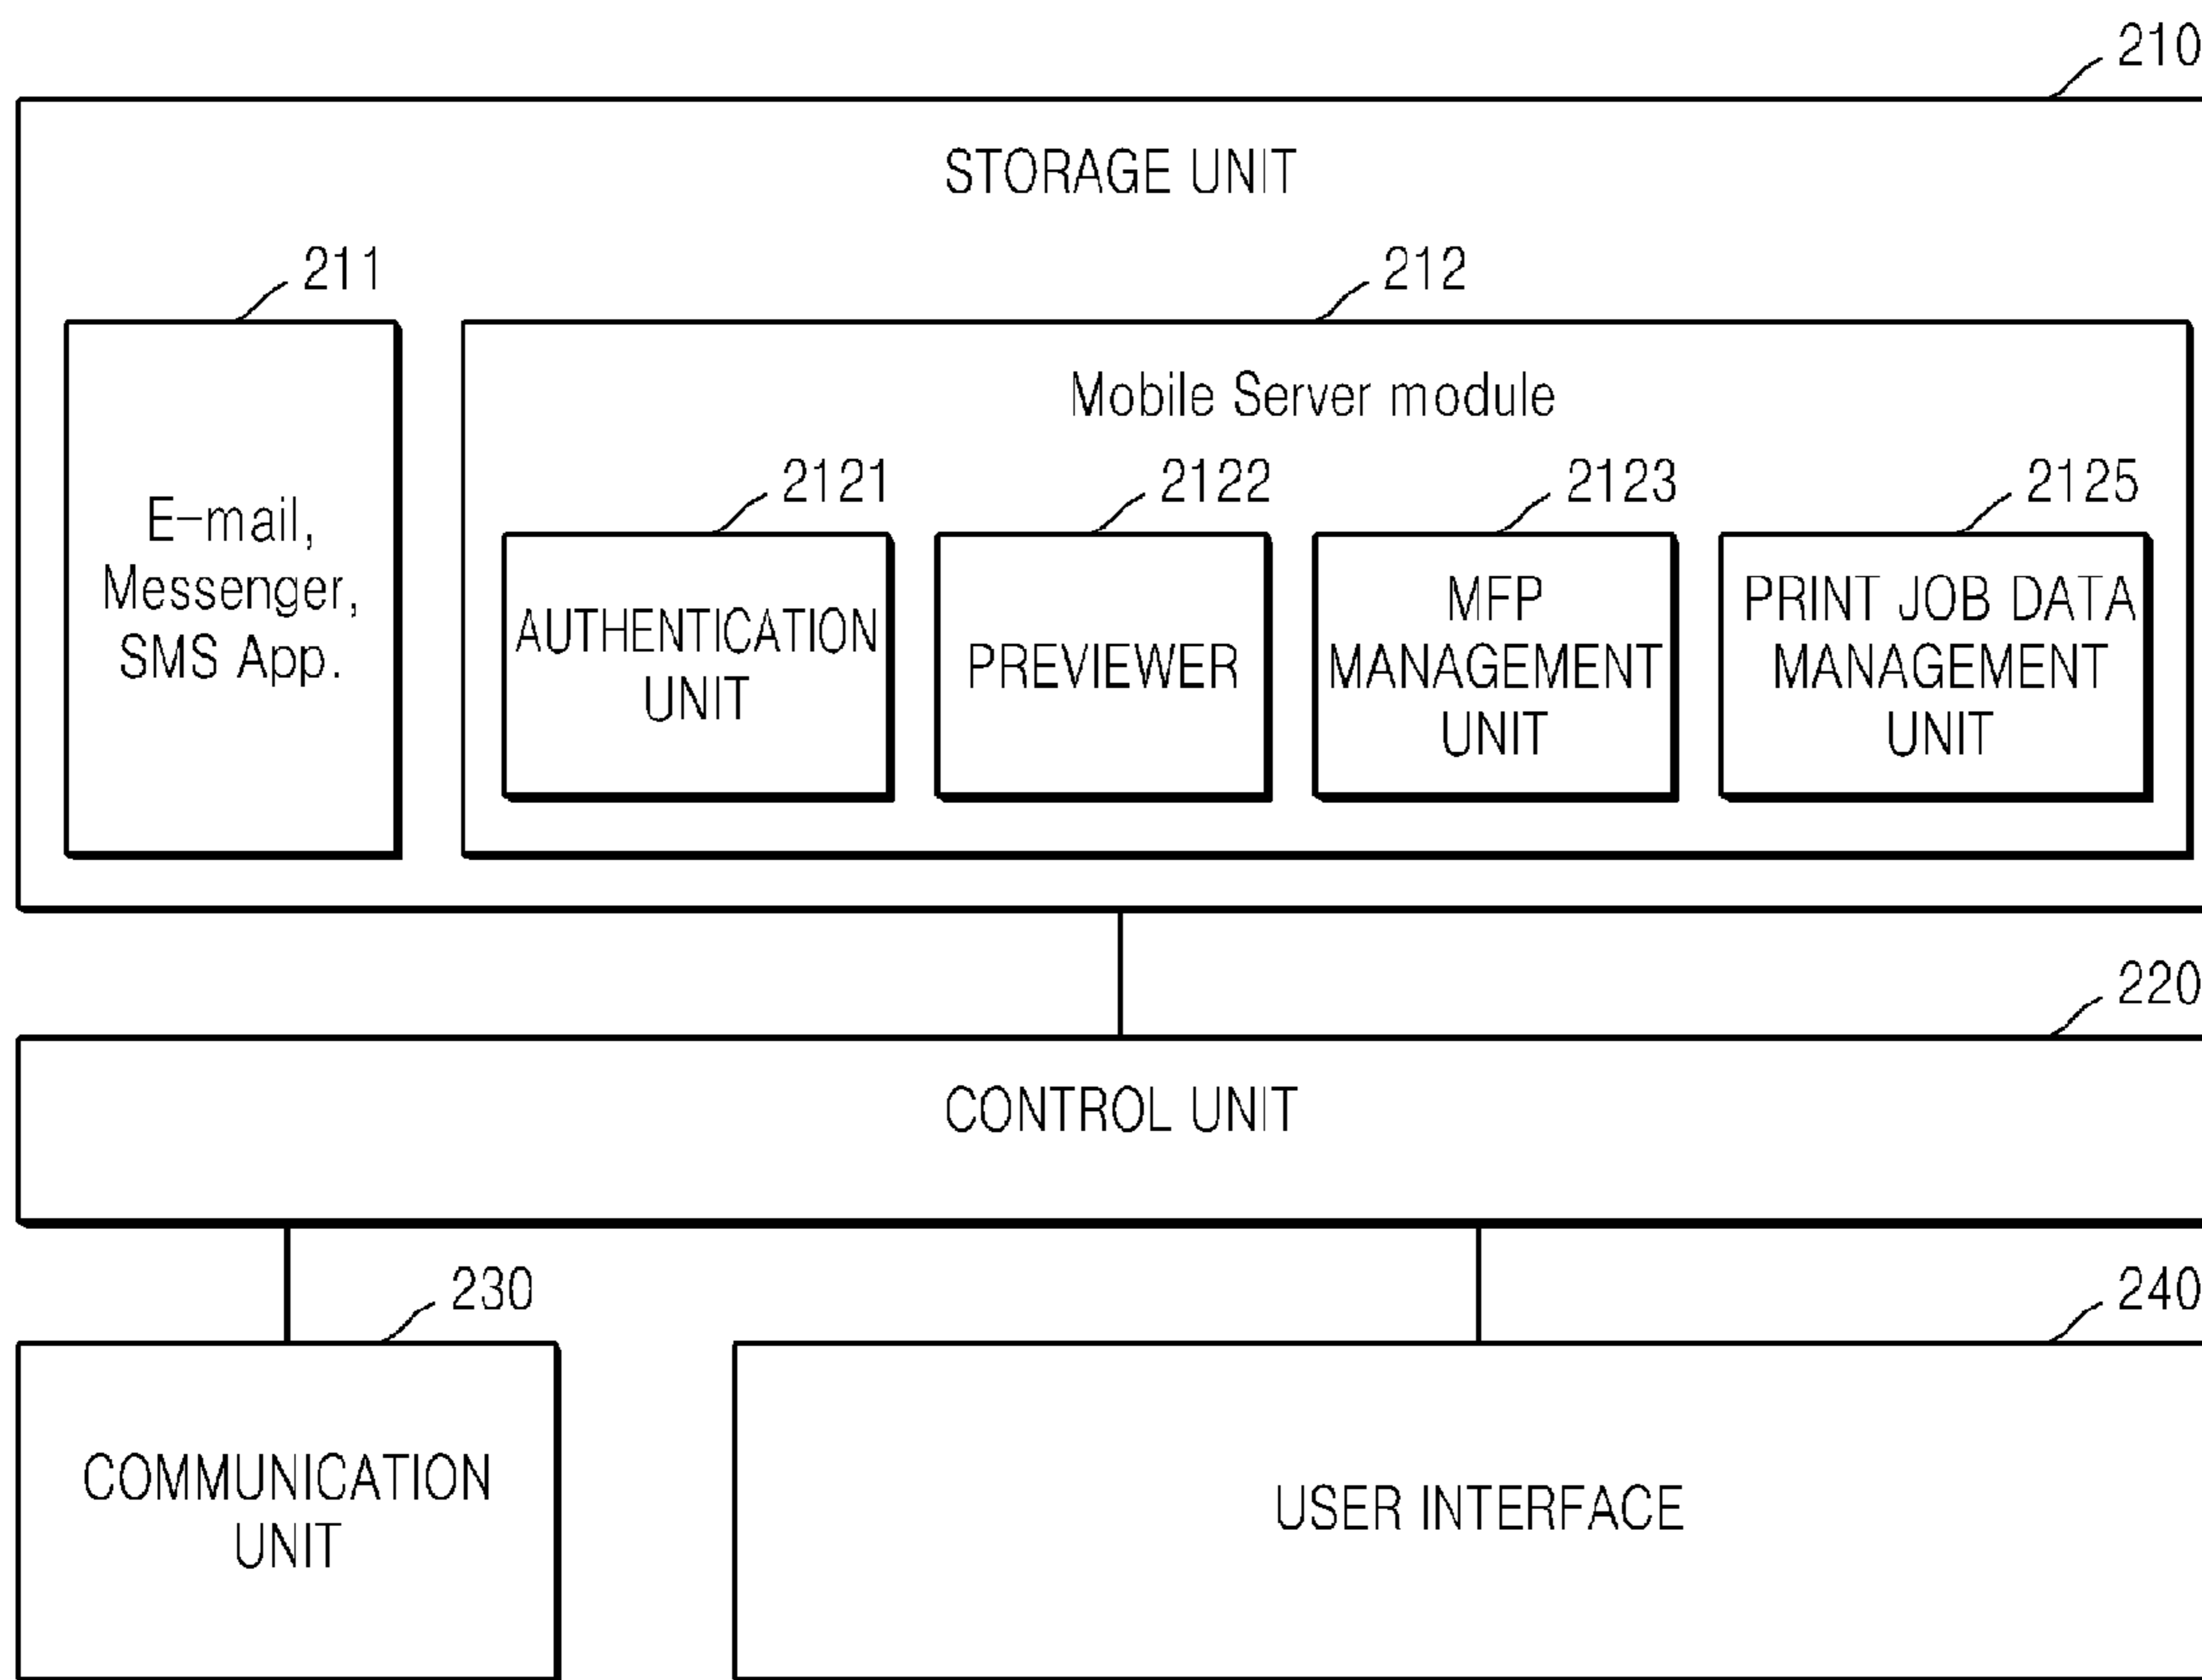 210
STORAGE UNIT
211
212
E-mail,
Messenger,
SMS App.
Mobile Server module
2121
2122
2123
2125
AUTHENTICATION
UNIT
PREVIEWER
MFP
MANAGEMENT
UNIT
PRINT JOB DATA
MANAGEMENT
UNIT
220
CONTROL UNIT
230
240
COMMUNICATION
UNIT
USER INTERFACE